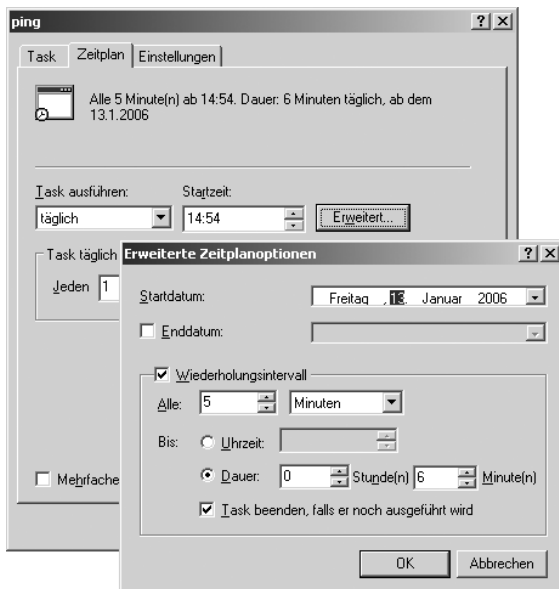 ping
Task Zeitplan Einstellungen
Alle 5 Minute(n) ab 14:54. Dauer: 6 Minuten täglich, ab dem
13.1.2006
Task ausführen: Startzeit:
täglich 14:54 Erweitert...
Task täglich
Jeden 1
Mehrfache
Erweiterte Zeitplanoptionen
Startdatum: Freitag , 13. Januar 2006
Enddatum:
Wiederholungsintervall
Alle: 5 Minuten
Bis: Uhrzeit:
Dauer: 0 Stunde(n) 6 Minute(n)
Task beenden, falls er noch ausgeführt wird
OK Abbrechen